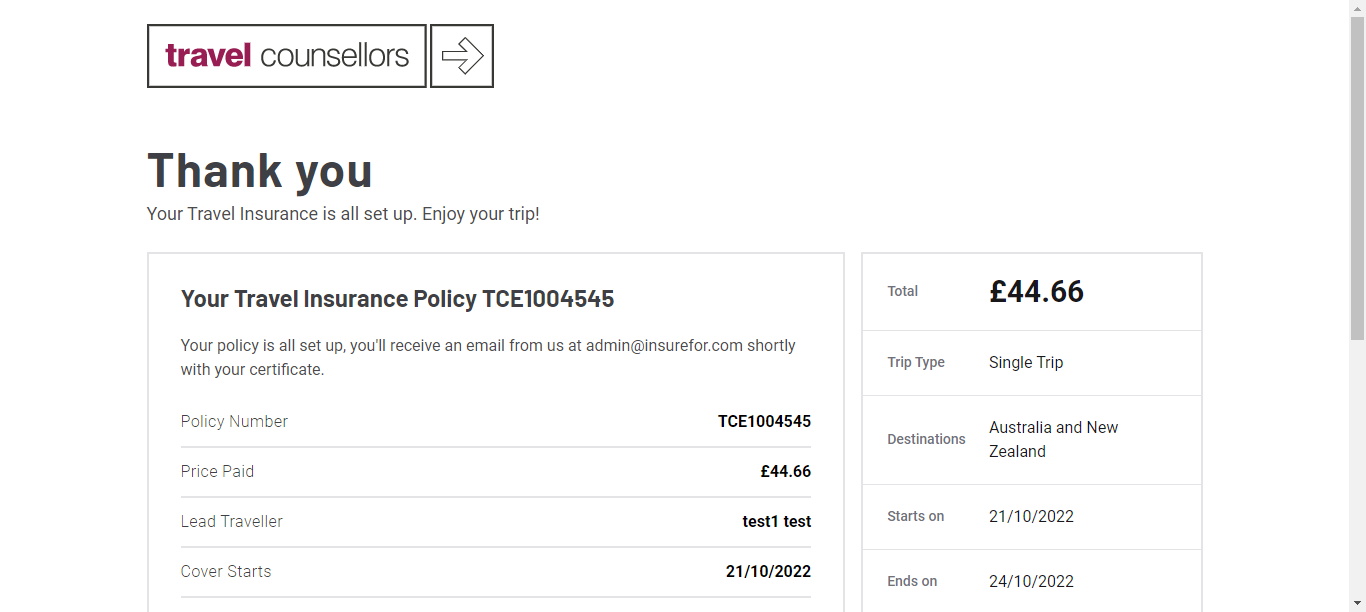 travel counsellors
Thank you
Your Travel Insurance is all set up. Enjoy your trip!
Your Travel Insurance Policy TCE1004545
Your policy is all set up, you'll receive an email from us at admin@insurefor.com shortly
with your certificate.
Policy Number TCE1004545
Price Paid £44.66
Lead Traveller test1 test
Cover Starts 21/10/2022
Total £44.66
Trip Type Single Trip
Destinations Australia and New
Zealand
Starts on 21/10/2022
Ends on 24/10/2022